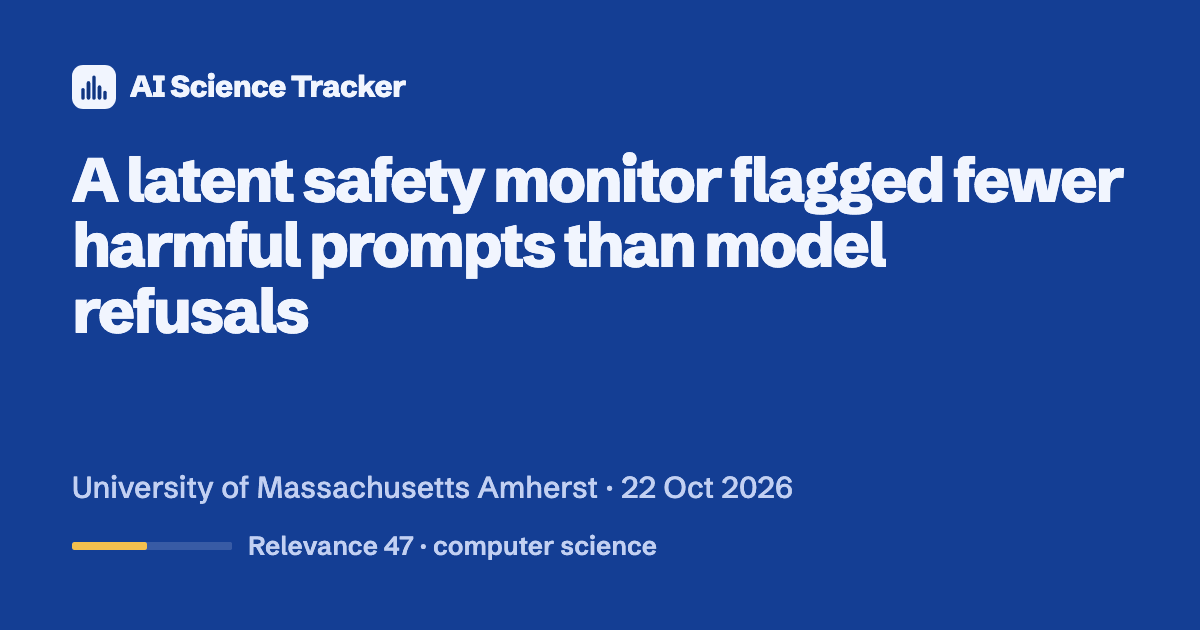 AI Science Tracker
A latent safety monitor flagged fewer
harmful prompts than model
refusals
University of Massachusetts Amherst · 22 Oct 2026
Relevance 47 · computer science